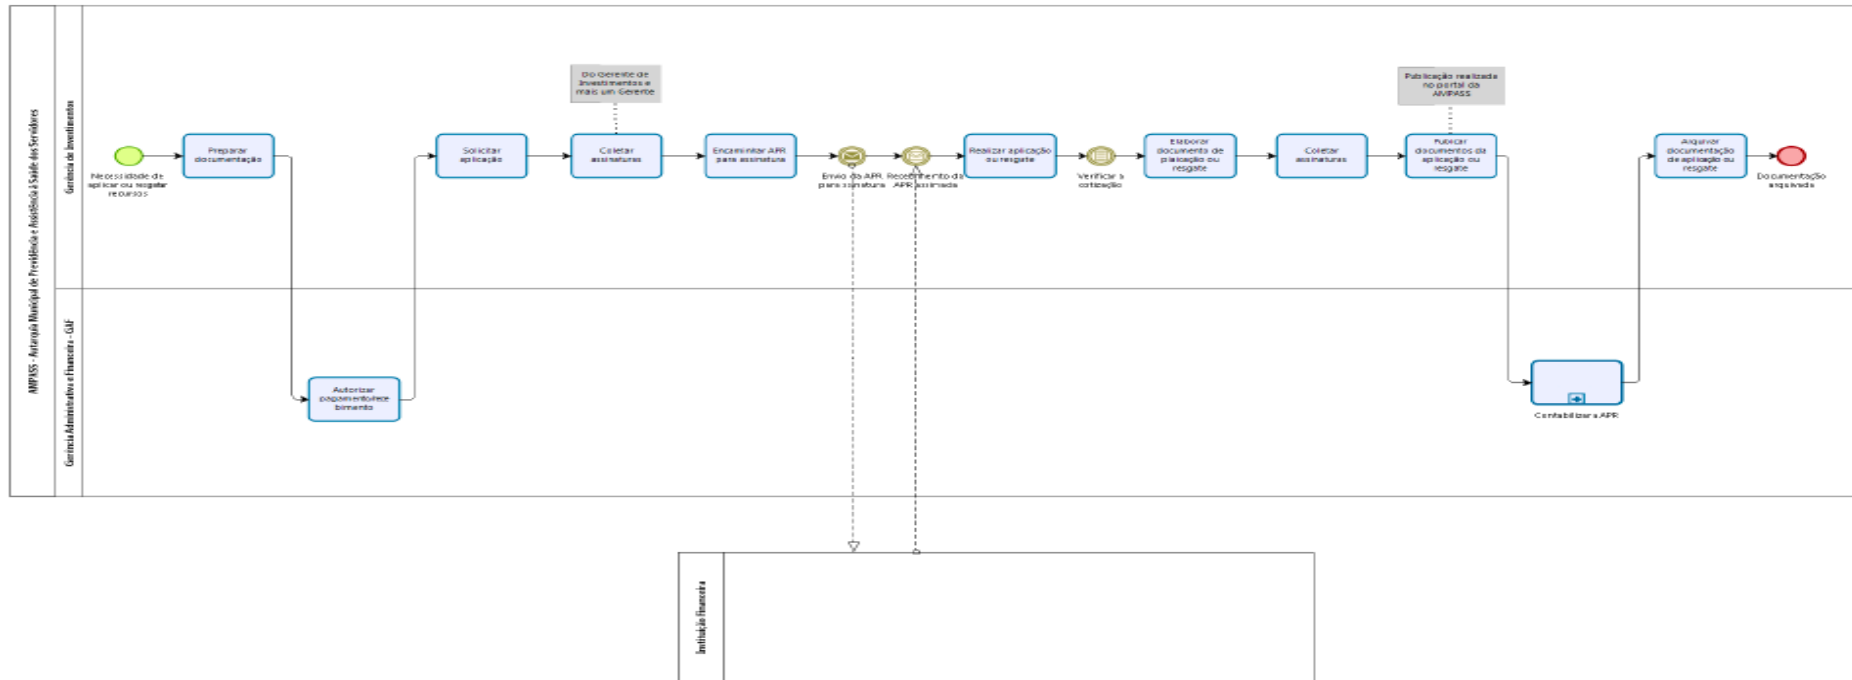 AMPASS - Autarquia Municipal de Previdência e Assistência à Saúde dos Servidores
Gerência de Investimentos
Necessidade de
aplicar ou resgatar
recursos
Preparar
documentação
Solicitar
aplicação
Do Gerente de
Investimentos e
mais um Gerente
Coletar
assinaturas
Encaminhar APR
para assinatura
Envio da APR
para assinatura
Recebimento da
APR assinada
Realizar aplicação
ou resgate
Verificar a
cotização
Elaborar
documento de
plaicação ou
resgate
Coletar
assinaturas
Publicação realizada
no portal da
AMPASS
Publicar
documentos da
aplicação ou
resgate
Arquivar
documentação
de aplicação ou
resgate
Documentação
arquivada
Gerência Administrativa e Financeira - GAF
Autorizar
pagamento/rece
bimento
Contabilizar a APR
Instituição Financeira